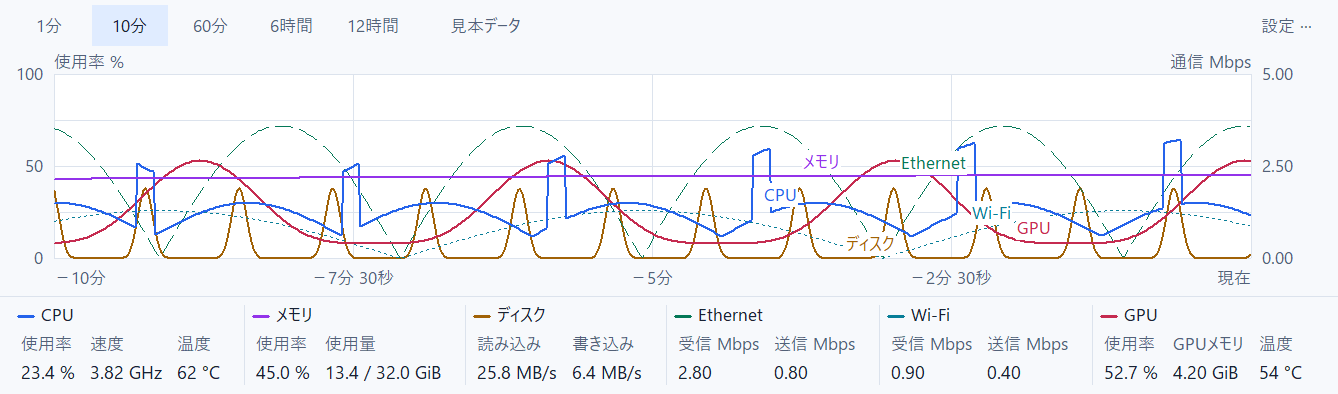 1分 10分 60分 6時間 12時間 見本データ 設定 …
使用率 % 通信 Mbps
100 5.00
メモリ Ethernet
50 2.50
CPU
Wi-Fi
GPU
ディスク
0 0.00
－10分 －7分 30秒 －5分 －2分 30秒 現在
CPU メモリ ディスク Ethernet Wi-Fi GPU
使用率 速度 温度 使用率 使用量 読み込み 書き込み 受信 Mbps 送信 Mbps 受信 Mbps 送信 Mbps 使用率 GPUメモリ 温度
23.4 % 3.82 GHz 62 °C 45.0 % 13.4 / 32.0 GiB 25.8 MB/s 6.4 MB/s 2.80 0.80 0.90 0.40 52.7 % 4.20 GiB 54 °C